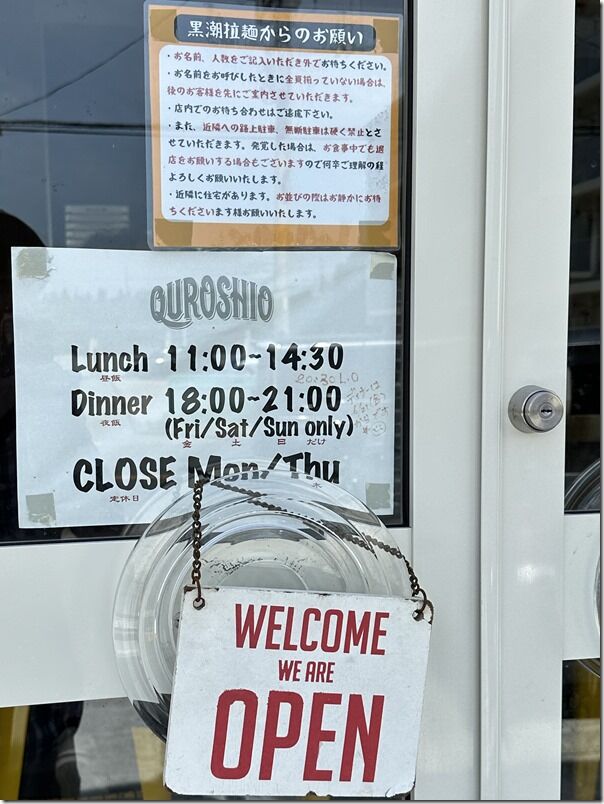 黒潮拉麺からのお願い
・お名前、人数をご記入いただき外でお待ちください。
・お名前をお呼びしたときに全員揃っていない場合は、
後のお客様を先にご案内させていただきます。
・店内でのお待ち合わせはご遠慮下さい。
・また、近隣への路上駐車、無断駐車は硬く禁止とさ
せていただきます。発覚した場合は、お食事中でも退
店をお願いする場合もございますので何卒ご理解の程
よろしくお願いいたします。
・近隣に住宅があります。お並びの際はお静かにお待
ちくださいます様お願いいたします。
QUROSHIO
Lunch 11:00~14:30
昼飯
20:30 L.O
Dinner 18:00~21:00
夜飯
(Fri/Sat/Sun only)
金 土 日 だけ
CLOSE Mon/Thu
定休日 木
WELCOME
WE ARE
OPEN